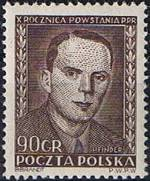 X ROCZNICA POWSTANIA PPR
P. FINDER
90 GR
POCZTA POLSKA
P.W.P.W